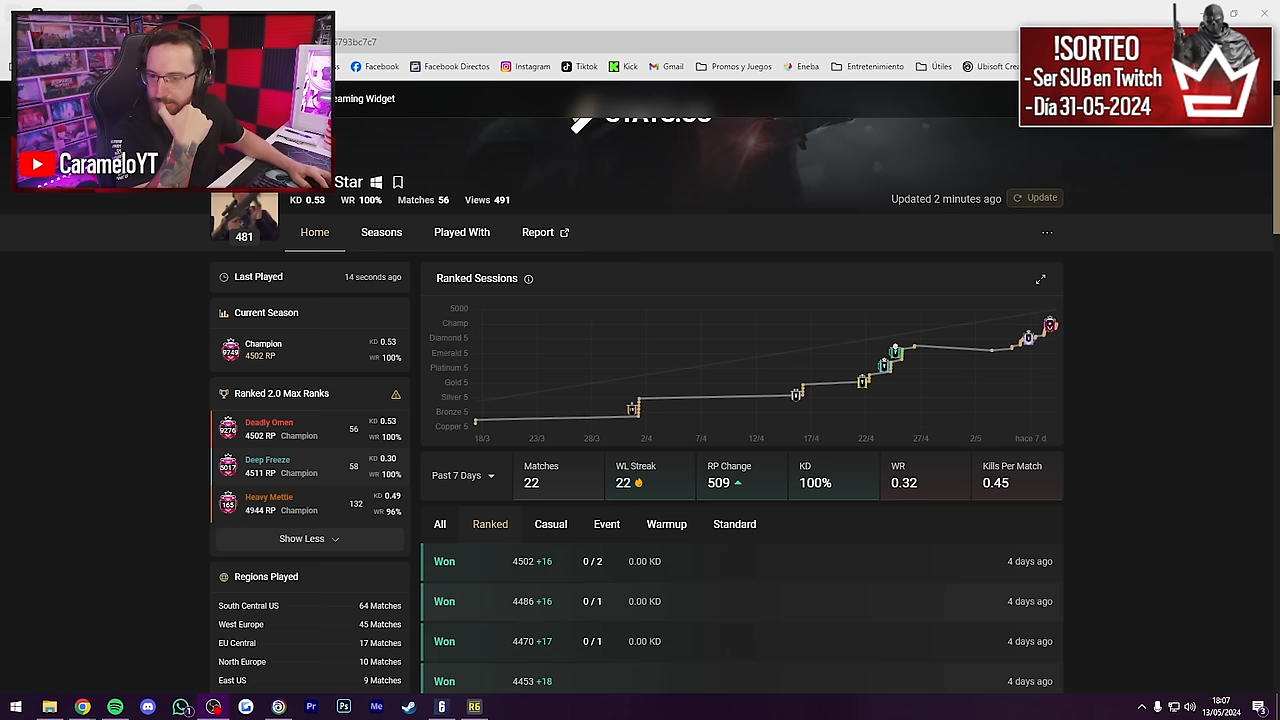 5793bc7c7
Facebook
Facebook Directos
Instagram
Tiktok
Kick
Gmail
Promos y Juegos
Eneba
Entretenimiento
Útiles
!SORTEO
- Ser SUB en Twitch
- Día 31-05-2024
CarameloYT
eaming Widget
Star
KD 0.53 WR 100% Matches 56 Views 491
Updated 2 minutes ago
Update
481
Home
Seasons
Played With
Report
Last Played 14 seconds ago
Current Season
9749
Champion
4502 RP
KD 0.53
WR 100%
Ranked 2.0 Max Ranks
9276
Deadly Omen
4502 RP Champion
56
KD 0.53
WR 100%
5017
Deep Freeze
4511 RP Champion
58
KD 0.30
WR 100%
165
Heavy Mettle
4944 RP Champion
132
KD 0.49
WR 96%
Show Less
Regions Played
South Central US 64 Matches
West Europe 45 Matches
EU Central 17 Matches
North Europe 10 Matches
East US 9 Matches
Ranked Sessions
5000
Champ
Diamond 5
Emerald 5
Platinum 5
Gold 5
Silver 5
Bronze 5
Copper 5
18/3 23/3 28/3 2/4 7/4 12/4 17/4 22/4 27/4 2/5 hace 7 d
Past 7 Days
Matches
22
WL Streak
22
RP Change
509
KD
100%
WR
0.32
Kills Per Match
0.45
All
Ranked
Casual
Event
Warmup
Standard
Won 4502 +16 0 / 2 0.00 KD 4 days ago
Won 4486 +16 0 / 1 0.00 KD 4 days ago
Won 4470 +17 0 / 1 0.00 KD 4 days ago
Won 4453 +18 4 days ago
18:07
13/05/2024